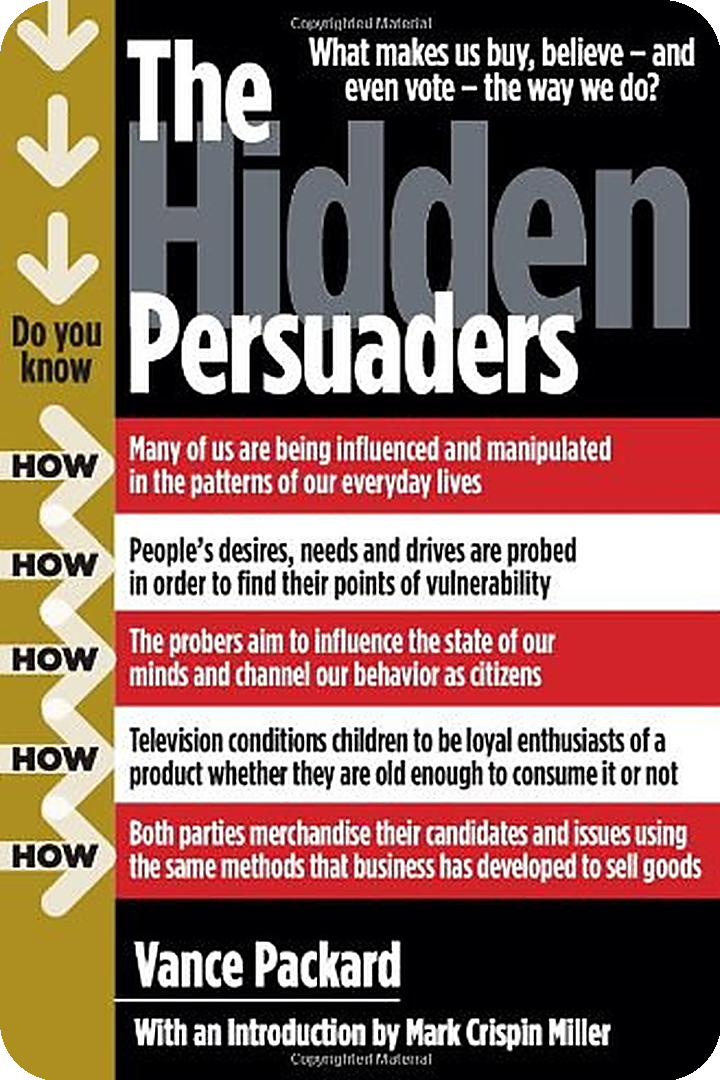 Copyrighted Material
What makes us buy, believe – and
even vote – the way we do?
The
Hidden
Persuaders
Do you
know
HOW
Many of us are being influenced and manipulated
in the patterns of our everyday lives
HOW
People's desires, needs and drives are probed
in order to find their points of vulnerability
HOW
The probers aim to influence the state of our
minds and channel our behavior as citizens
HOW
Television conditions children to be loyal enthusiasts of a
product whether they are old enough to consume it or not
HOW
Both parties merchandise their candidates and issues using
the same methods that business has developed to sell goods
Vance Packard
With an Introduction by Mark Crispin Miller
Copyrighted Material